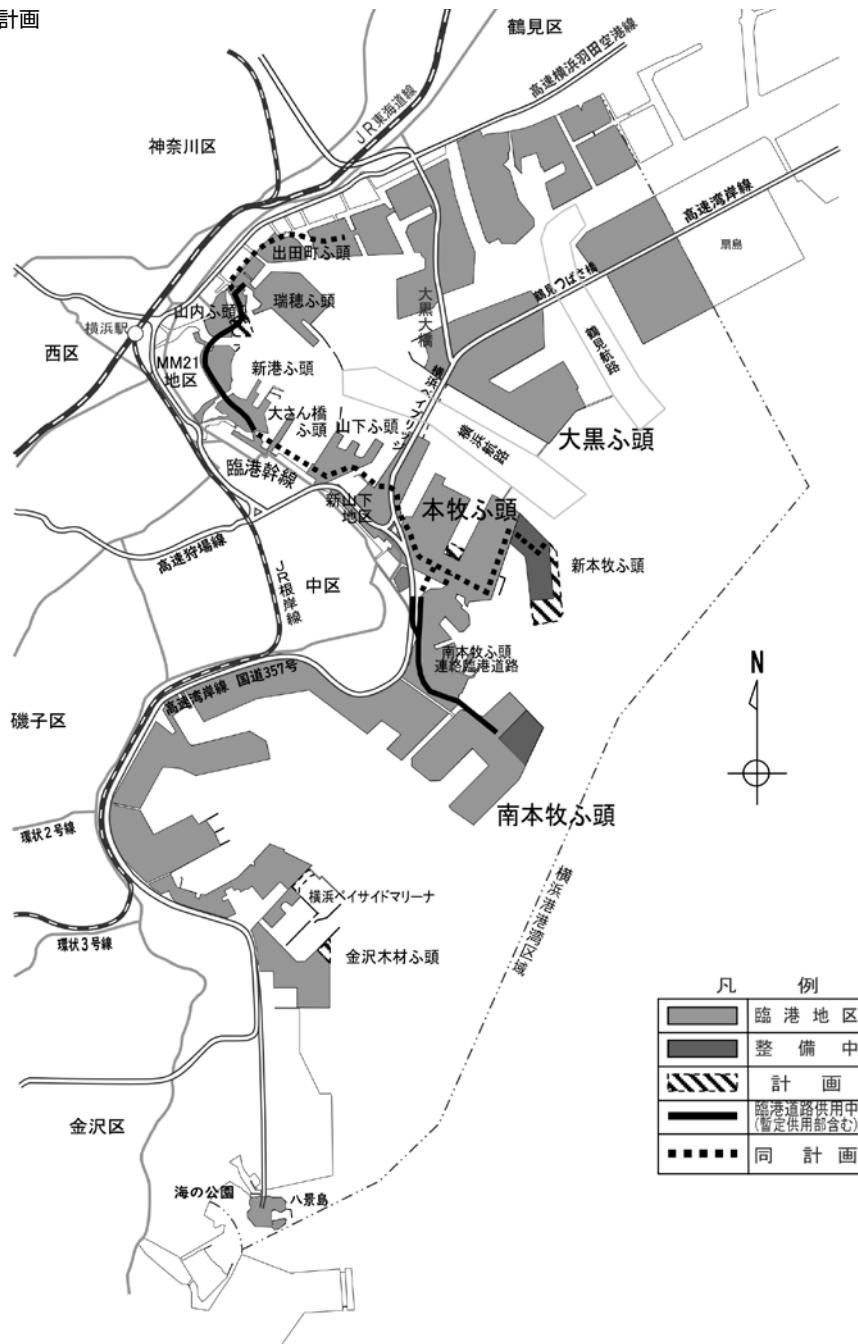 計画
鶴見区
高速横浜羽田空港線
JR東海道線
神奈川区
高速湾岸線
扇島
出田町ふ頭
瑞穂ふ頭
大黒大橋
鶴見つばさ橋
鶴見航路
山内ふ頭
横浜駅
西区
MM21
地区
新港ふ頭
大さん橋
ふ頭
山下ふ頭
横浜ベイブリッジ
横浜航路
大黒ふ頭
臨港幹線
新山下
地区
本牧ふ頭
高速狩場線
JR根岸線
中区
新本牧ふ頭
南本牧ふ頭
連絡臨港道路
N
高速湾岸線 国道357号
磯子区
南本牧ふ頭
環状2号線
横浜港港湾区域
横浜ベイサイドマリーナ
環状3号線
金沢木材ふ頭
凡例
臨港地区
整備中
計画
臨港道路供用中
(暫定供用部含む)
同計画
金沢区
海の公園
八景島